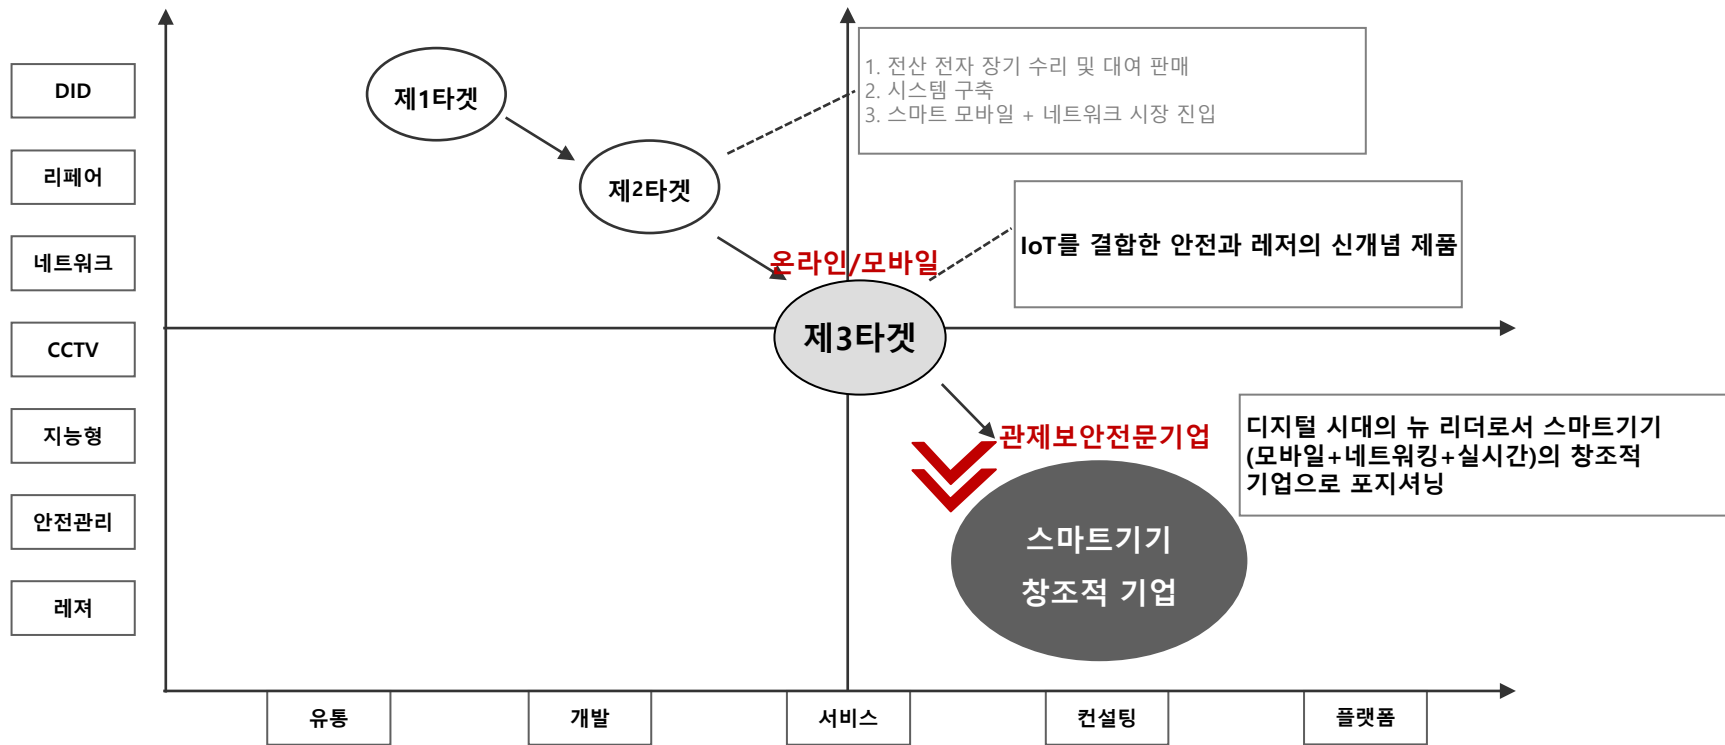 DID
리페어
네트워크
CCTV
지능형
안전관리
레져
제1타겟
제2타겟
1. 전산 전자 장기 수리 및 대여 판매
2. 시스템 구축
3. 스마트 모바일 + 네트워크 시장 진입
온라인/모바일
제3타겟
IoT를 결합한 안전과 레저의 신개념 제품
관제보안전문기업
디지털 시대의 뉴 리더로서 스마트기기
(모바일+네트워킹+실시간)의 창조적
기업으로 포지셔닝
스마트기기
창조적 기업
유통
개발
서비스
컨설팅
플랫폼